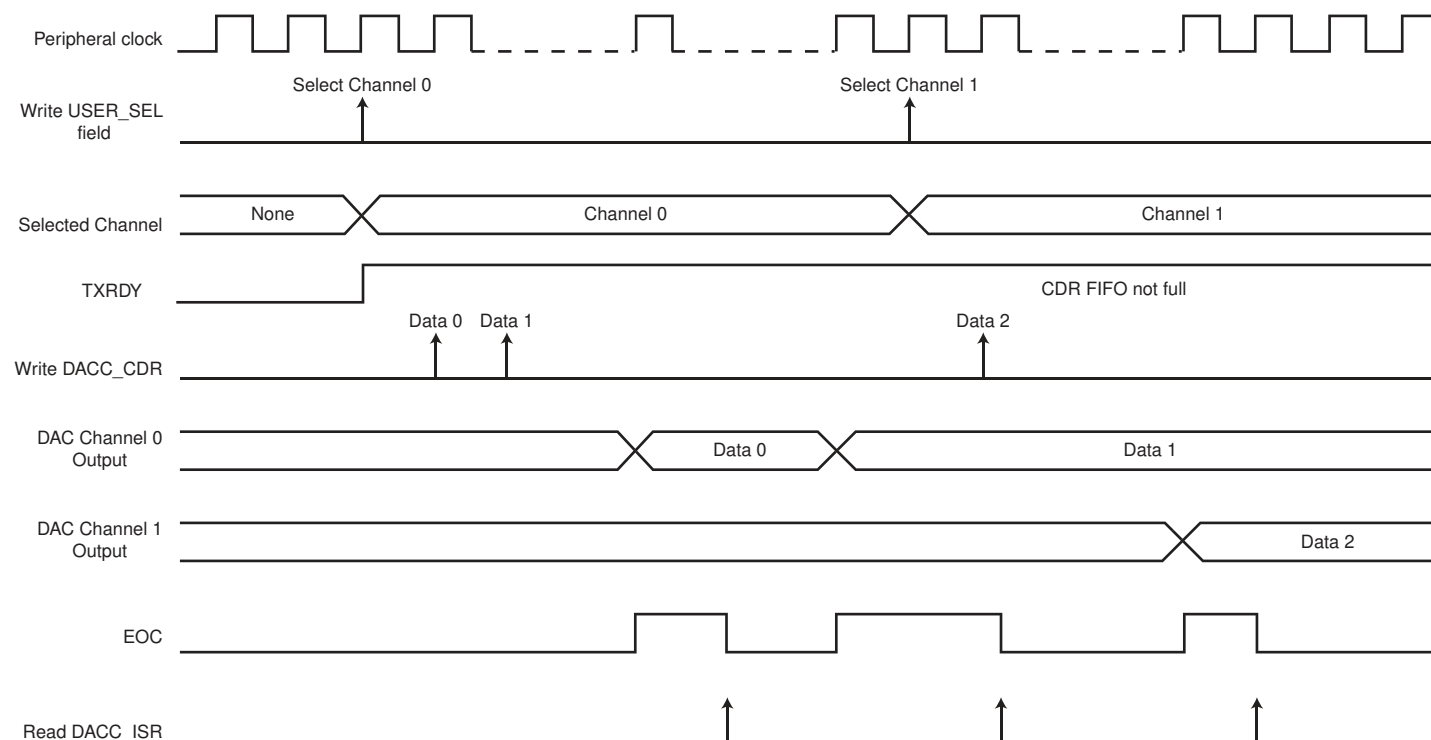 Peripheral clock
Select Channel 0
Select Channel 1
Write USER_SEL
field
None
Channel 0
Channel 1
Selected Channel
TXRDY
CDR FIFO not full
Data 0
Data 1
Data 2
Write DACC_CDR
DAC Channel 0
Output
Data 0
Data 1
DAC Channel 1
Output
Data 2
EOC
Read DACC_ISR